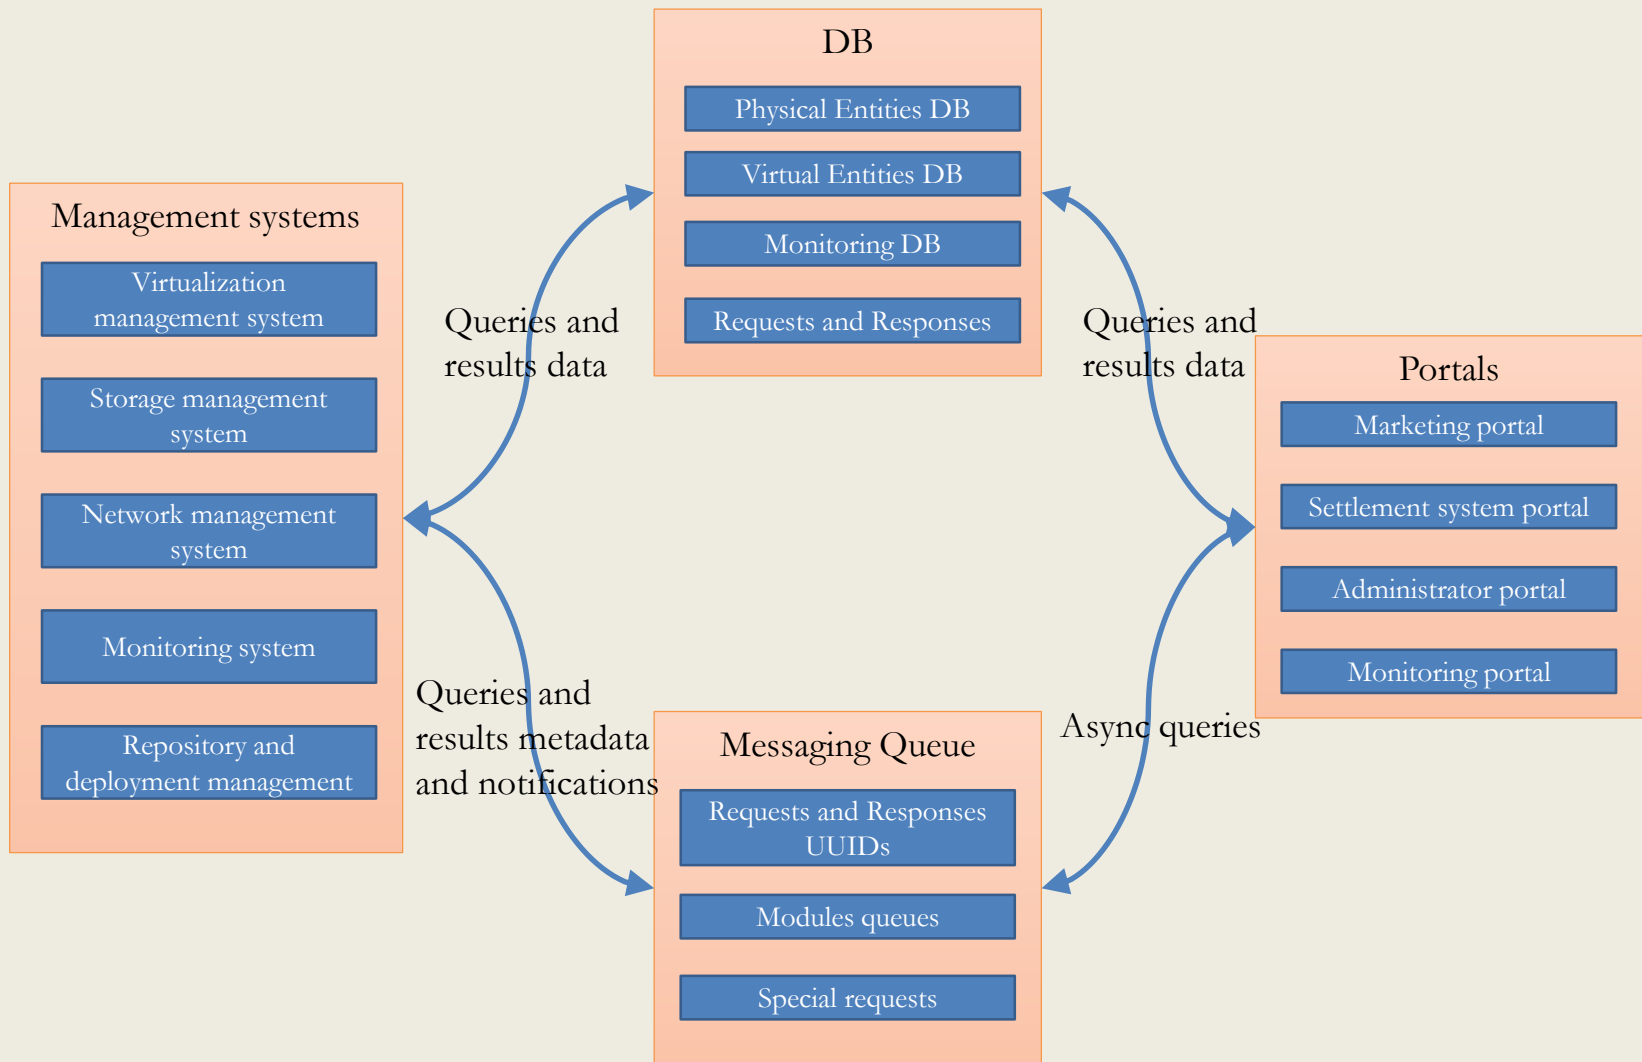 DB
Physical Entities DB
Virtual Entities DB
Monitoring DB
Requests and Responses
Management systems
Virtualization
management system
Storage management
system
Network management
system
Monitoring system
Repository and
deployment management
Queries and
results data
Queries and
results data
Portals
Marketing portal
Settlement system portal
Administrator portal
Monitoring portal
Queries and
results metadata
and notifications
Async queries
Messaging Queue
Requests and Responses
UUIDs
Modules queues
Special requests